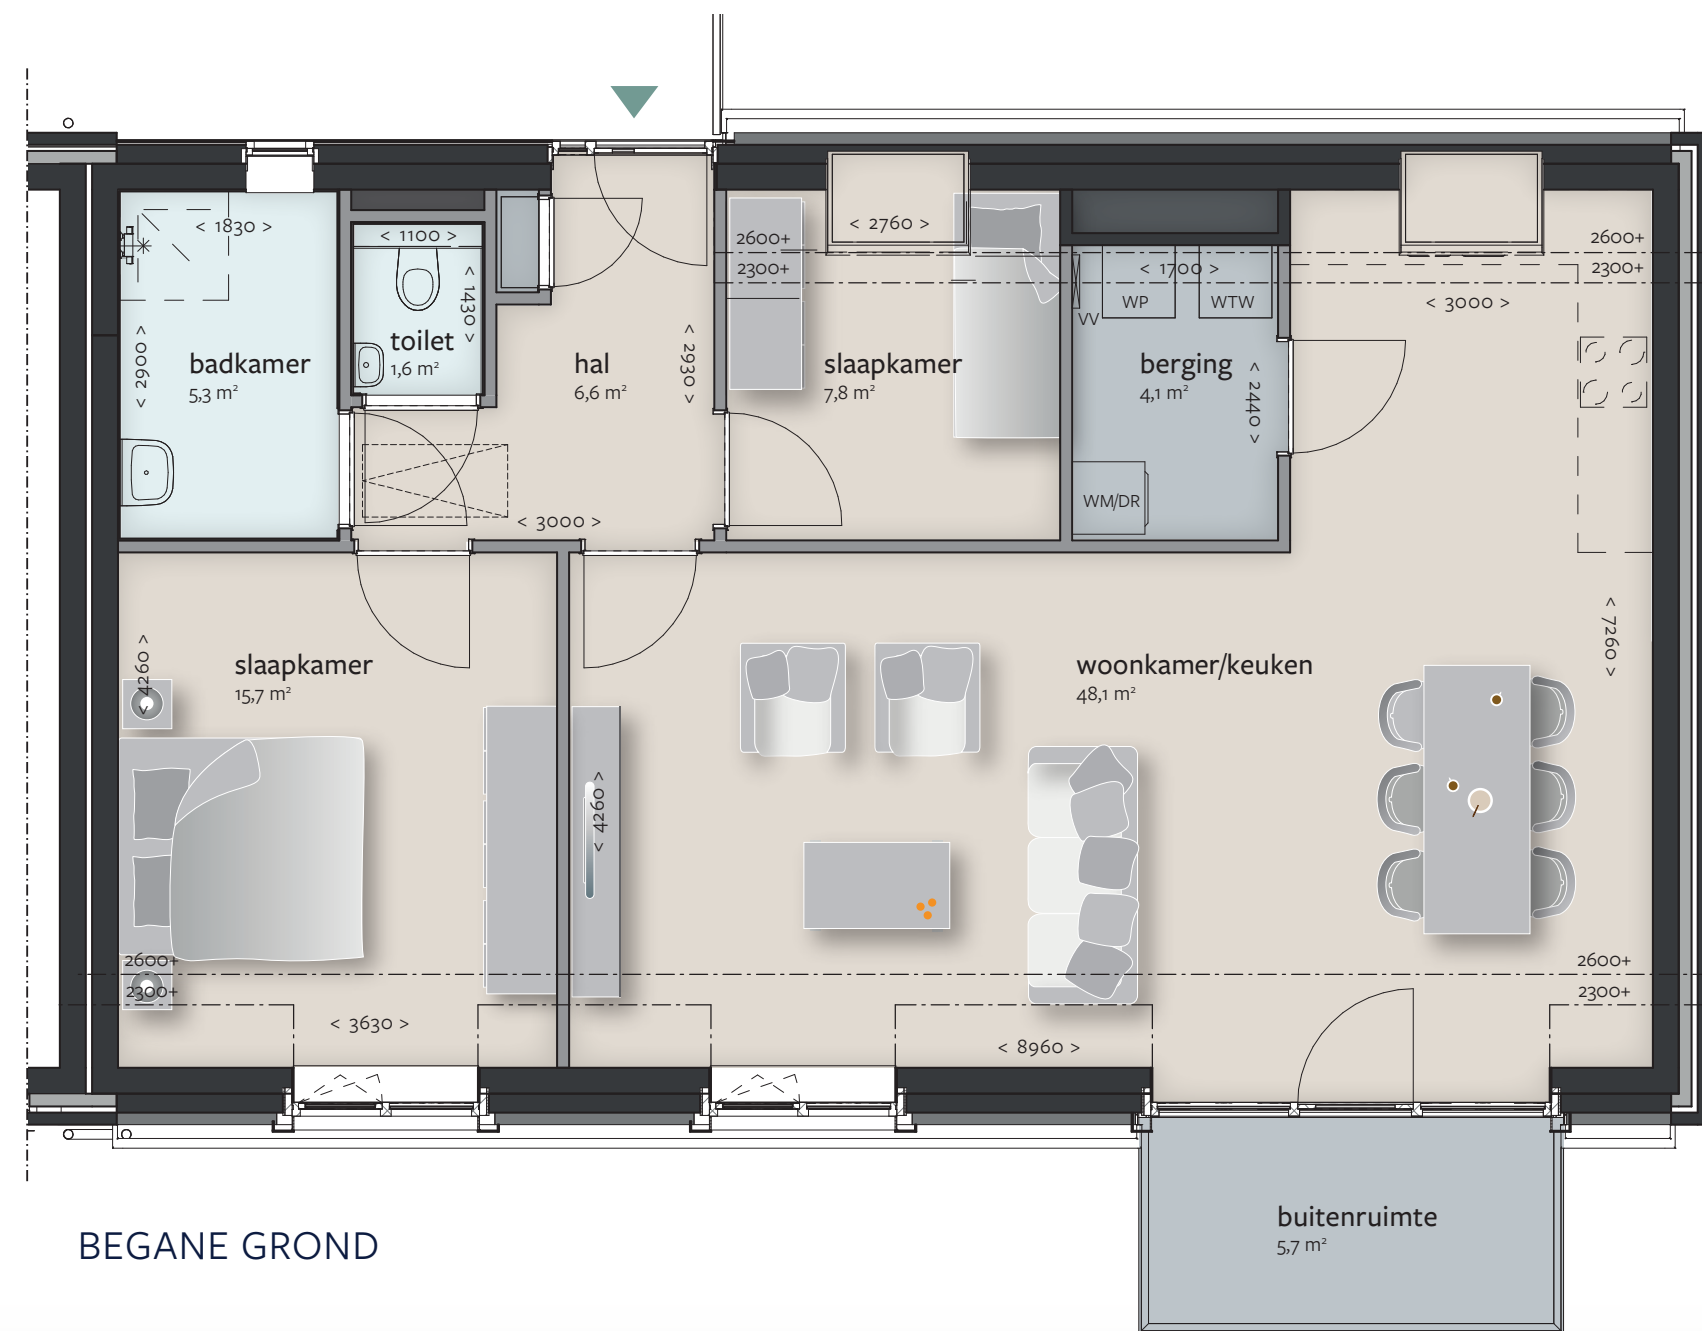 < 1830 >
< 1100 >
< 2760 >
2600+
2300+
< 1700 >
WP
WTW
VV
2600+
2300+
< 3000 >
< 1430 >
< 2900 >
badkamer
5,3 m²
toilet
1,6 m²
hal
6,6 m²
< 2930 >
slaapkamer
7,8 m²
berging
4,1 m²
< 2440 >
WM/DR
< 3000 >
< 4260 >
slaapkamer
15,7 m²
woonkamer/keuken
48,1 m²
< 7260 >
< 4260 >
2600+
2300+
2600+
2300+
< 3630 >
< 8960 >
buitenruimte
5,7 m²
BEGANE GROND